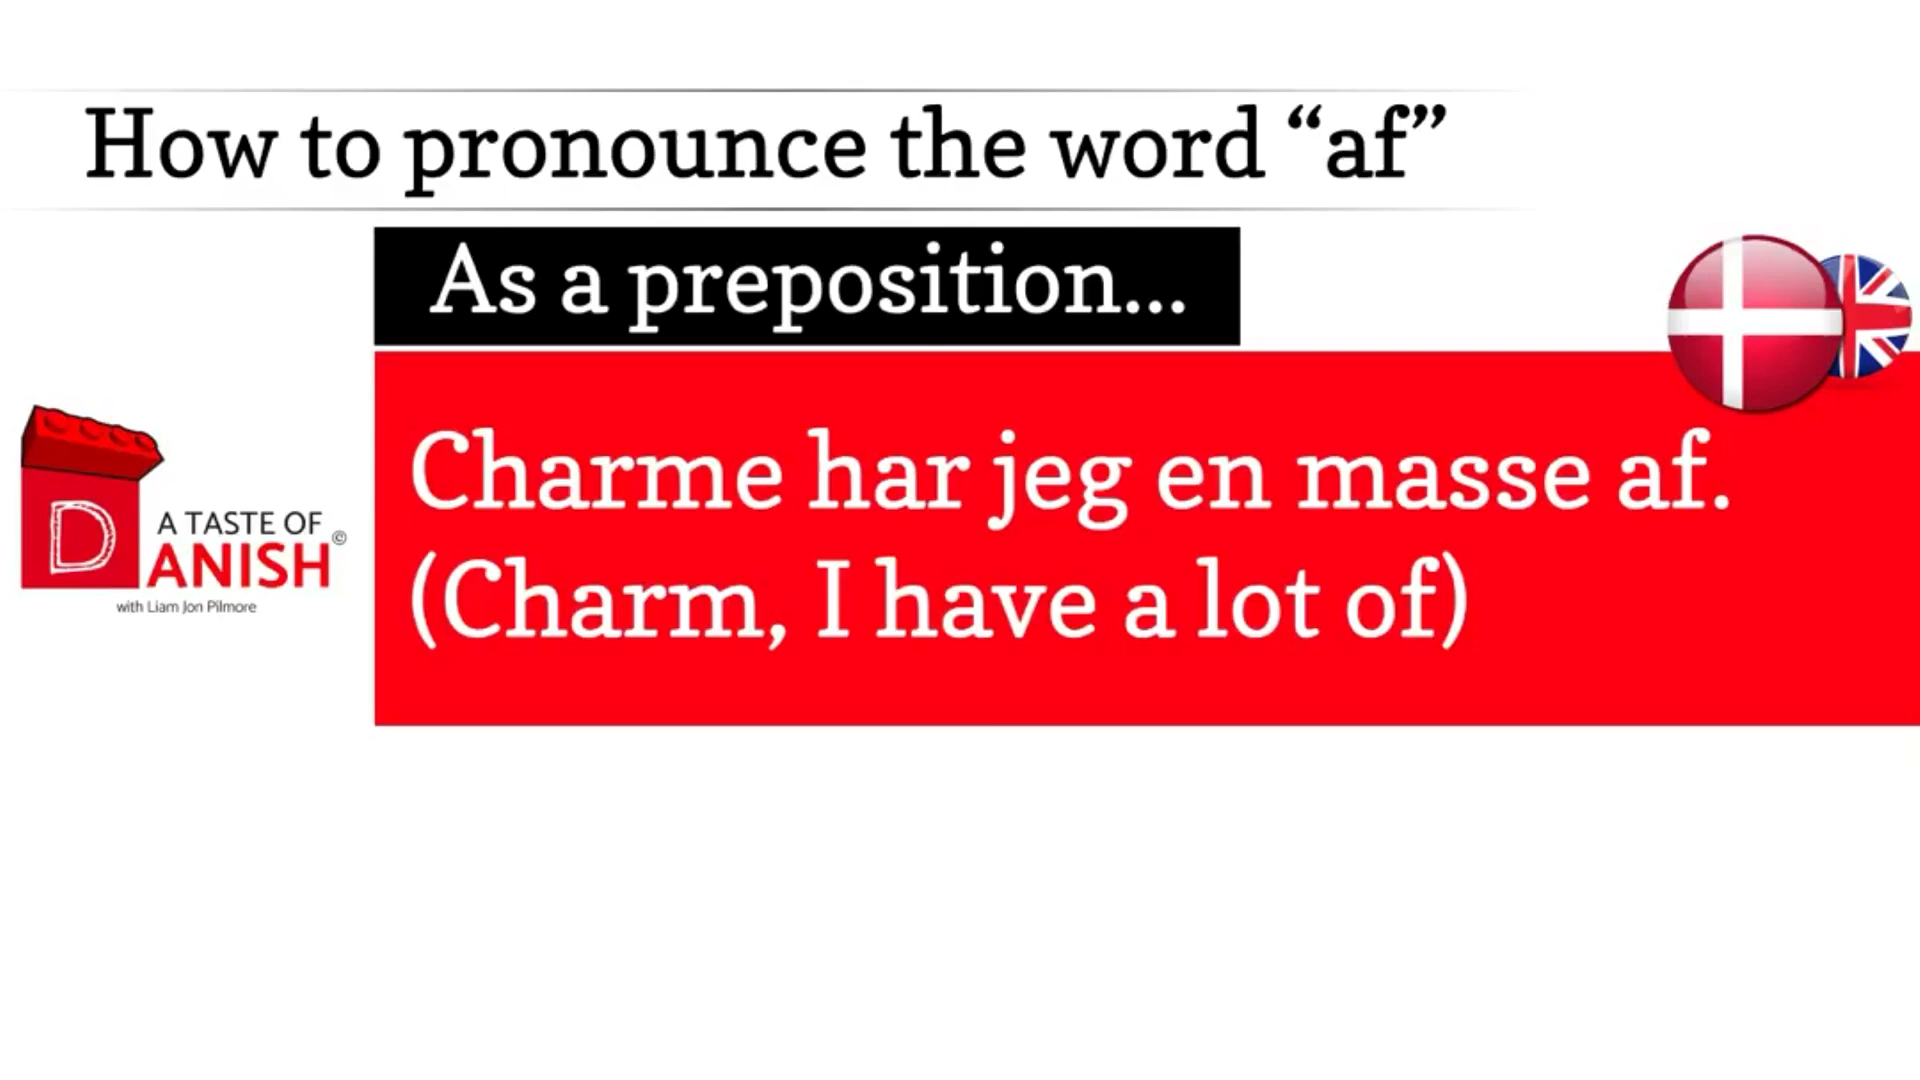 How to pronounce the word “af”
As a preposition...
Charme har jeg en masse af.
(Charm, I have a lot of)
D
A TASTE OF
ANISH ©
with Liam Jon Pilmore